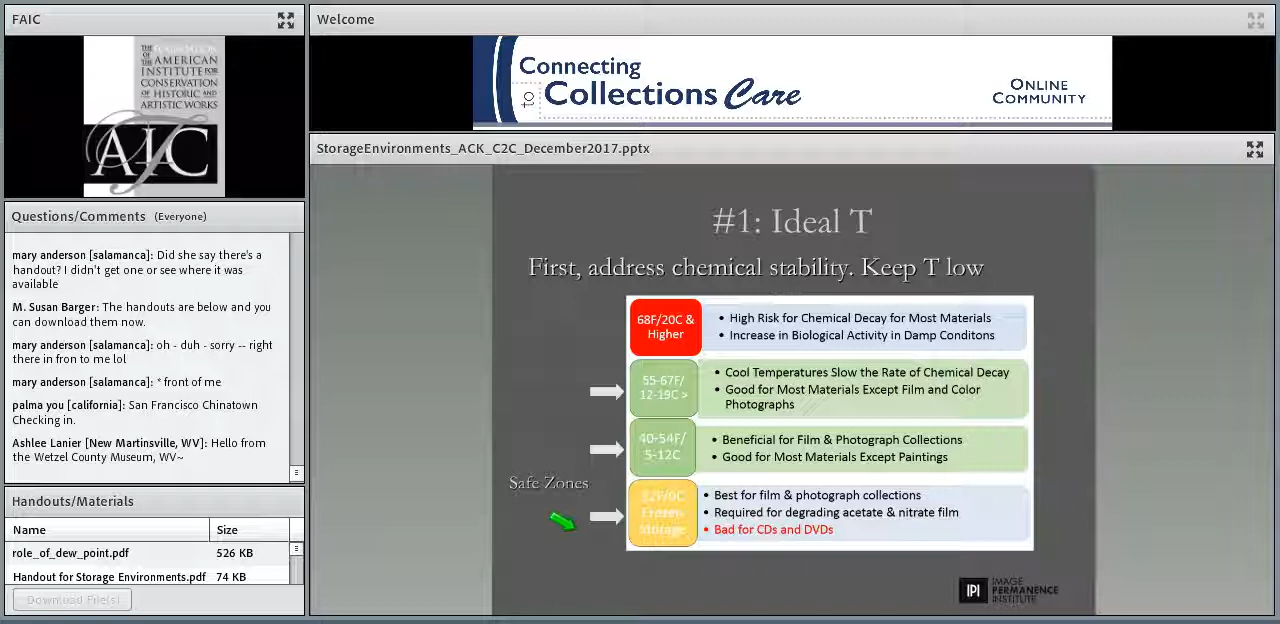 FAIC
THE
FOUNDATION
OF THE
AMERICAN
INSTITUTE FOR
CONSERVATION
OF HISTORIC AND
ARTISTIC WORKS
AIC
Welcome
Connecting
to Collections Care
ONLINE
COMMUNITY
StorageEnvironments_ACK_C2C_December2017.pptx
Questions/Comments (Everyone)
mary anderson [salamanca]: Did she say there's a
handout? I didn't get one or see where it was
available
M. Susan Barger: The handouts are below and you
can download them now.
mary anderson [salamanca]: oh - duh - sorry -- right
there in fron to me lol
mary anderson [salamanca]: * front of me
palma you [california]: San Francisco Chinatown
Checking in.
Ashlee Lanier [New Martinsville, WV]: Hello from
the Wetzel County Museum, WV~
Handouts/Materials
Name Size
role_of_dew_point.pdf 526 KB
Handout for Storage Environments.pdf 74 KB
Download File(s)
#1: Ideal T
First, address chemical stability. Keep T low
68F/20C &
Higher
• High Risk for Chemical Decay for Most Materials
• Increase in Biological Activity in Damp Conditons
55-67F/
12-19C >
• Cool Temperatures Slow the Rate of Chemical Decay
• Good for Most Materials Except Film and Color
Photographs
40-54F/
5-12C
• Beneficial for Film & Photograph Collections
• Good for Most Materials Except Paintings
Safe Zones
32F/0C
Frozen
Storage
• Best for film & photograph collections
• Required for degrading acetate & nitrate film
• Bad for CDs and DVDs
IPI
IMAGE
PERMANENCE
INSTITUTE